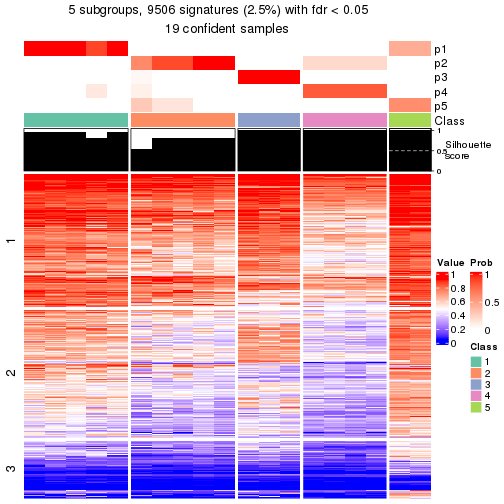 5 subgroups, 9506 signatures (2.5%) with fdr < 0.05
19 confident samples
p1
p2
p3
p4
p5
Class
1
0.5
0
Silhouette
score
1
2
3
Value
1
0.8
0.6
0.4
0.2
0
Prob
1
0.5
0
Class
1
2
3
4
5